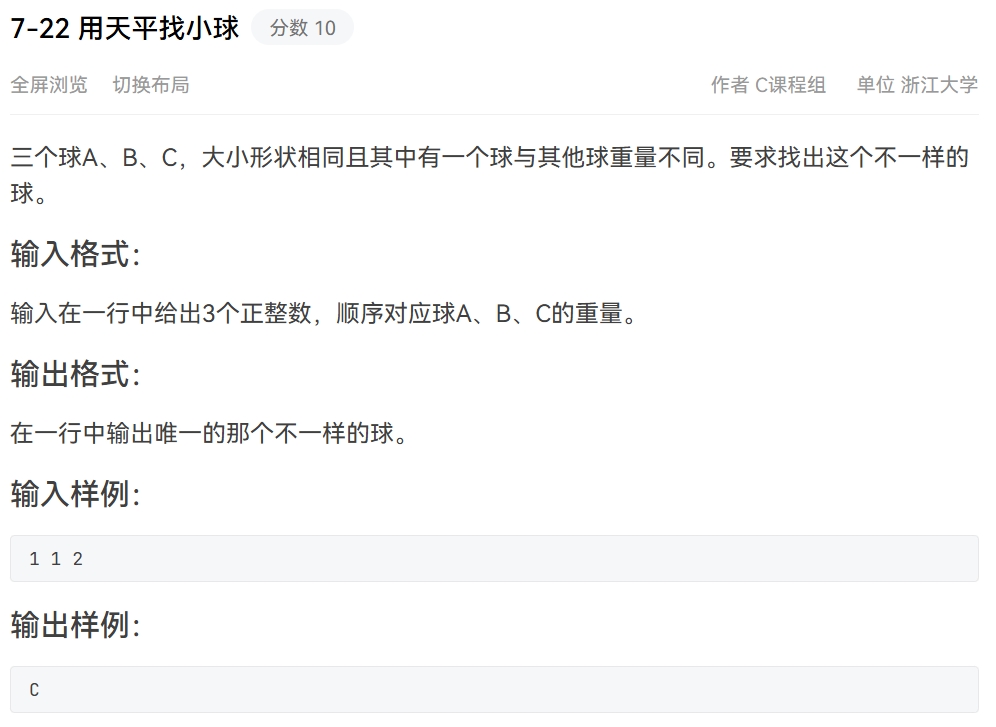 7-22 用天平找小球 分数 10
全屏浏览 切换布局 作者 C课程组 单位 浙江大学
三个球A、B、C，大小形状相同且其中有一个球与其他球重量不同。要求找出这个不一样的
球。
输入格式：
输入在一行中给出3个正整数，顺序对应球A、B、C的重量。
输出格式：
在一行中输出唯一的那个不一样的球。
输入样例：
1 1 2
输出样例：
C